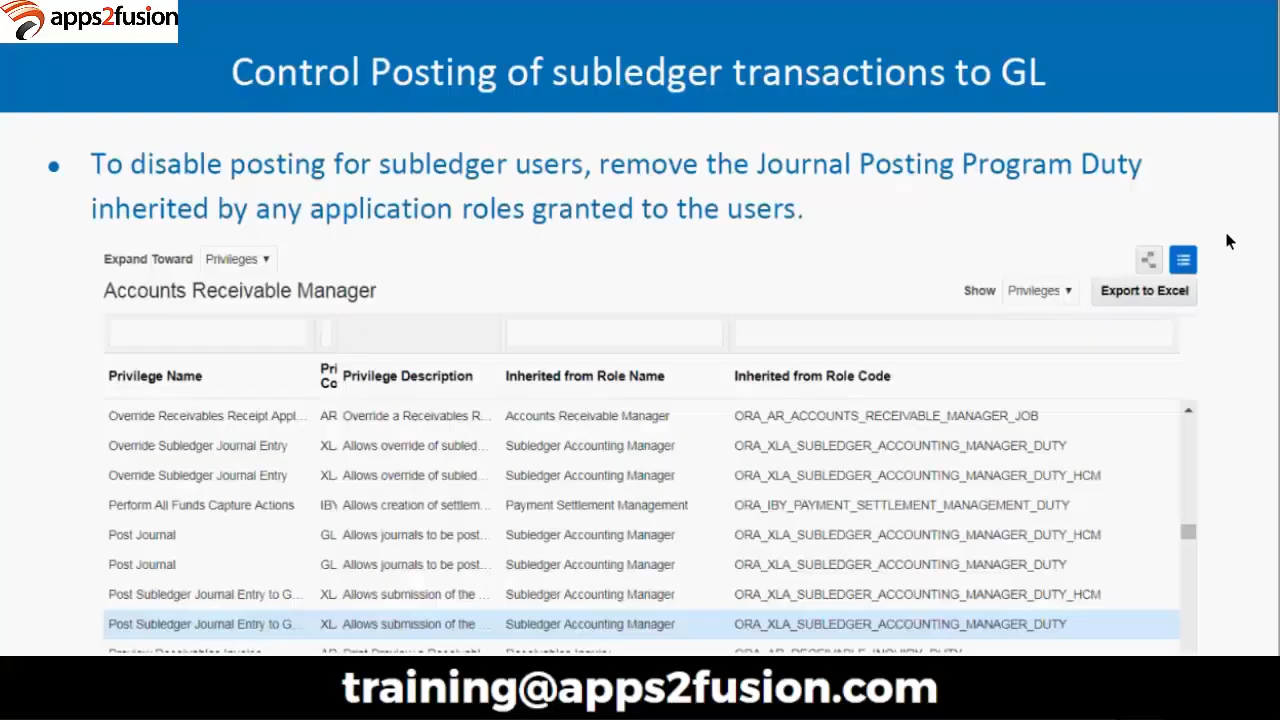 apps2fusion
Control Posting of subledger transactions to GL
• To disable posting for subledger users, remove the Journal Posting Program Duty
inherited by any application roles granted to the users.
Expand Toward Privileges ▼
Accounts Receivable Manager
Show Privileges ▼ Export to Excel
Privilege Name Pri Co Privilege Description Inherited from Role Name Inherited from Role Code
Override Receivables Receipt Appl... AR Override a Receivables R... Accounts Receivable Manager ORA_AR_ACCOUNTS_RECEIVABLE_MANAGER_JOB
Override Subledger Journal Entry XL Allows override of subled... Subledger Accounting Manager ORA_XLA_SUBLEDGER_ACCOUNTING_MANAGER_DUTY
Override Subledger Journal Entry XL Allows override of subled... Subledger Accounting Manager ORA_XLA_SUBLEDGER_ACCOUNTING_MANAGER_DUTY_HCM
Perform All Funds Capture Actions IBY Allows creation of settlem... Payment Settlement Management ORA_IBY_PAYMENT_SETTLEMENT_MANAGEMENT_DUTY
Post Journal GL Allows journals to be post... Subledger Accounting Manager ORA_XLA_SUBLEDGER_ACCOUNTING_MANAGER_DUTY_HCM
Post Journal GL Allows journals to be post... Subledger Accounting Manager ORA_XLA_SUBLEDGER_ACCOUNTING_MANAGER_DUTY
Post Subledger Journal Entry to G... XL Allows submission of the ... Subledger Accounting Manager ORA_XLA_SUBLEDGER_ACCOUNTING_MANAGER_DUTY_HCM
Post Subledger Journal Entry to G... XL Allows submission of the ... Subledger Accounting Manager ORA_XLA_SUBLEDGER_ACCOUNTING_MANAGER_DUTY
training@apps2fusion.com